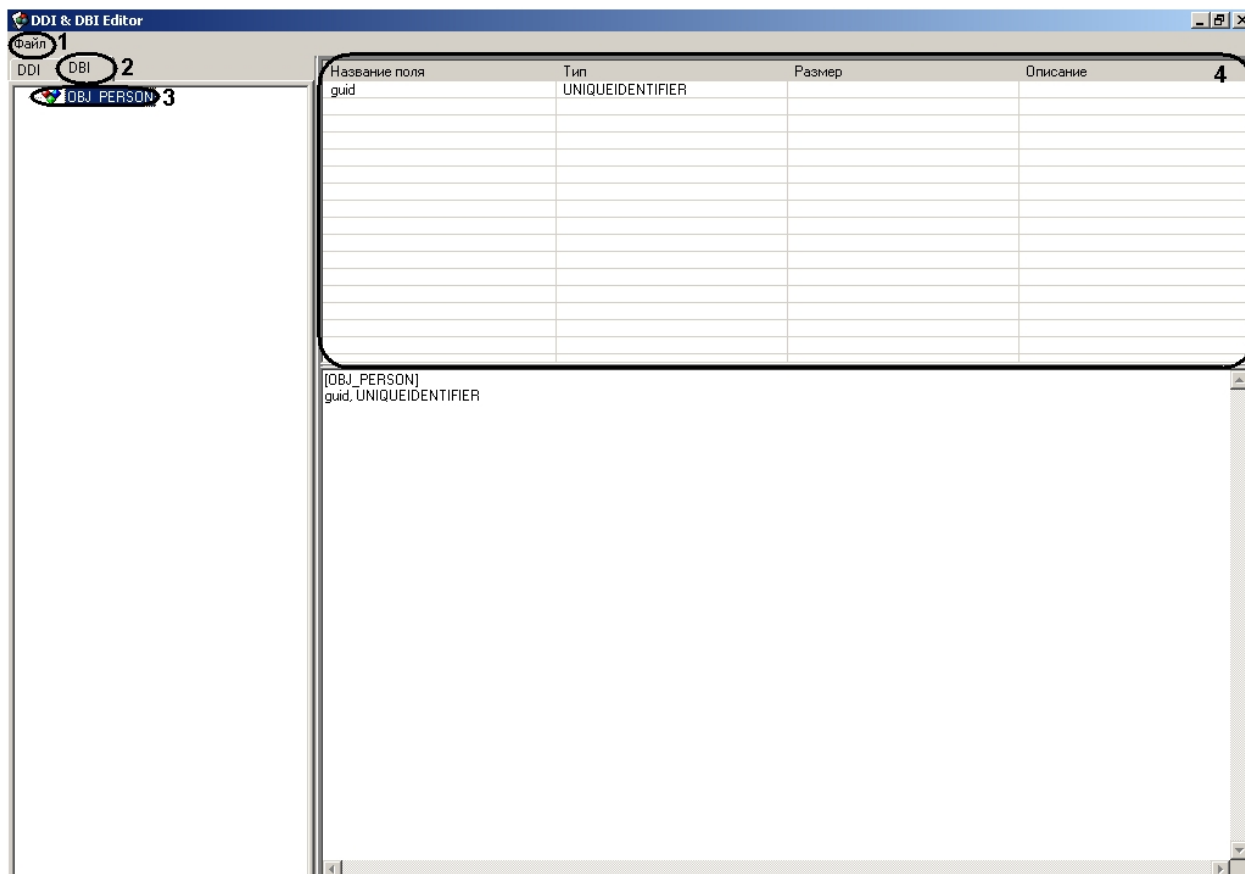 DDI & DBI Editor
Файл 1
DDI DBI 2
OBJ_PERSON 3
Название поля Тип Размер Описание 4
guid UNIQUEIDENTIFIER
[OBJ_PERSON]
guid, UNIQUEIDENTIFIER